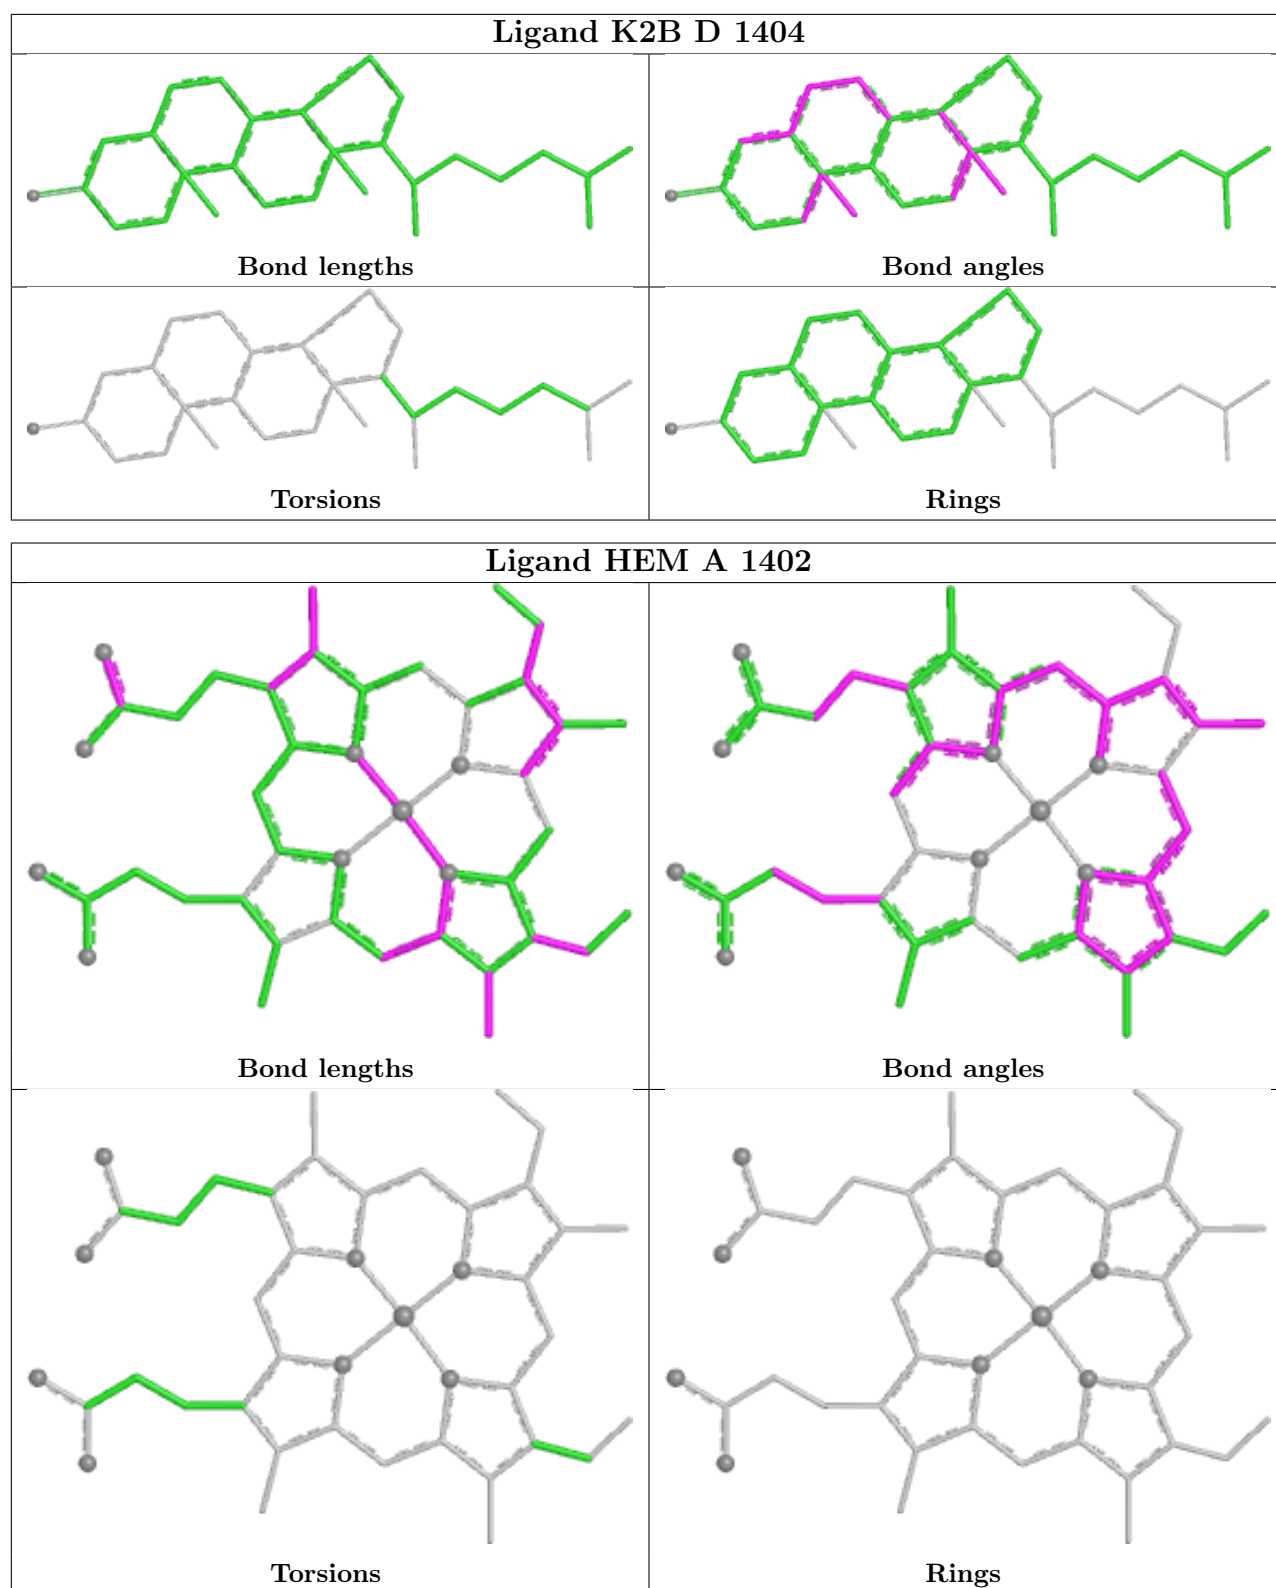 Ligand K2B D 1404
Bond lengths
Bond angles
Torsions
Rings
Ligand HEM A 1402
Bond lengths
Bond angles
Torsions
Rings